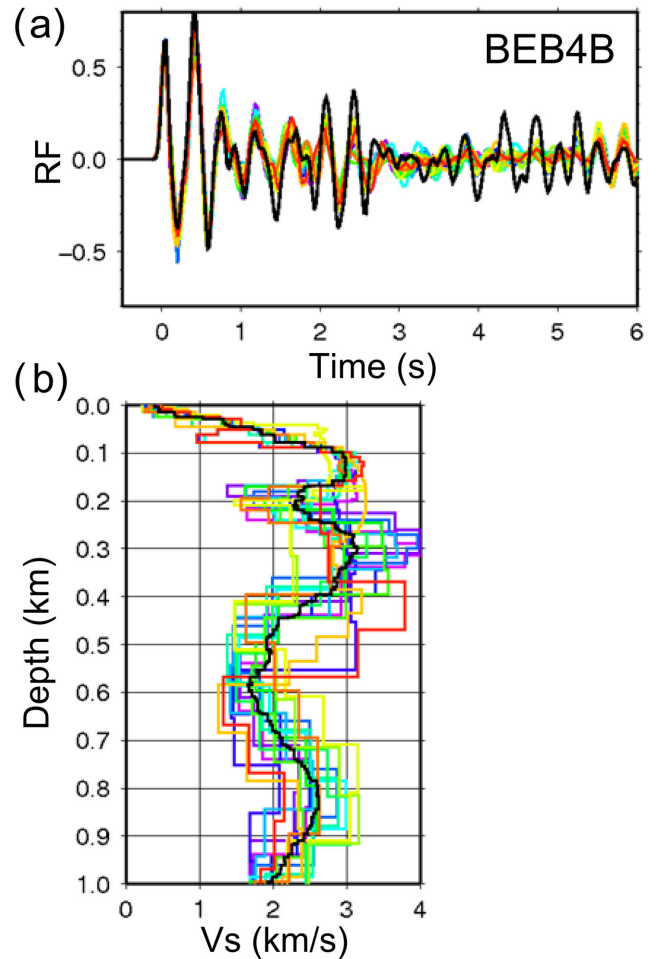 (a)
BEB4B
0.5
0.0
−0.5
RF
0 1 2 3 4 5 6
Time (s)
(b)
0.0
0.1
0.2
0.3
0.4
0.5
0.6
0.7
0.8
0.9
1.0
Depth (km)
0 1 2 3 4
Vs (km/s)